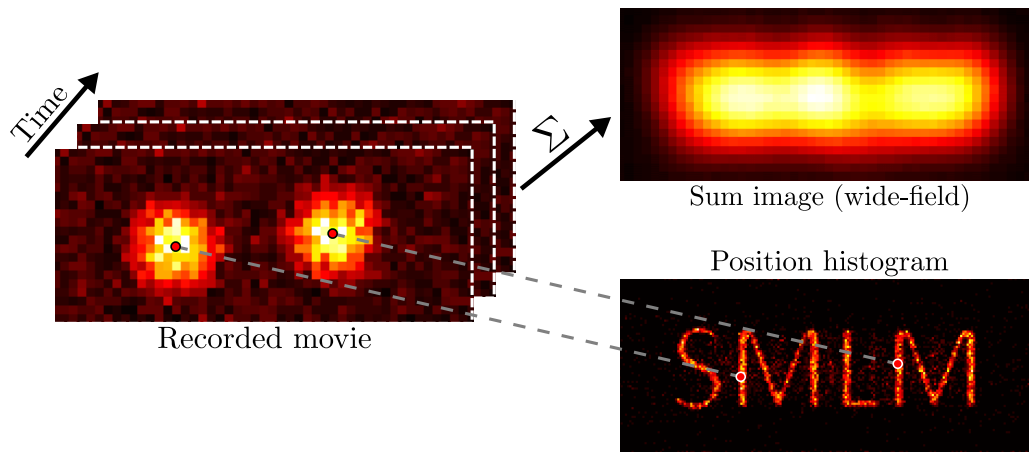 Time
Recorded movie
Σ
Sum image (wide-field)
Position histogram
SMLM